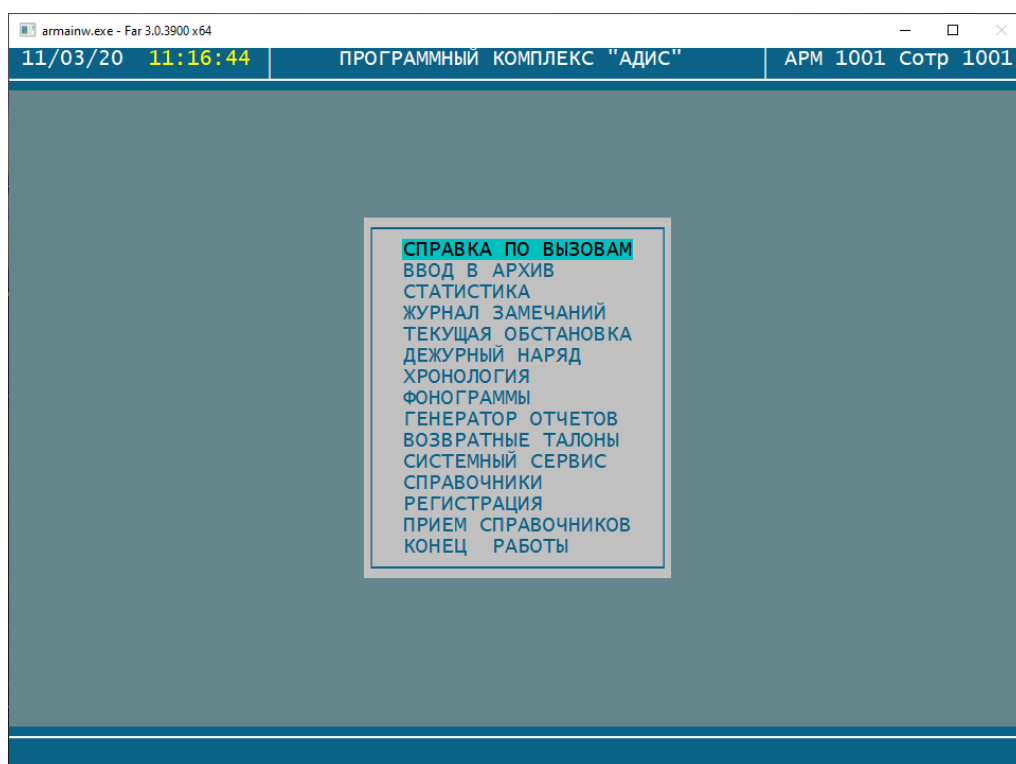 armainw.exe - Far 3.0.3900 x64
11/03/20 11:16:44 ПРОГРАММНЫЙ КОМПЛЕКС "АДИС" АРМ 1001 Сотр 1001
СПРАВКА ПО ВЫЗОВАМ
ВВОД В АРХИВ
СТАТИСТИКА
ЖУРНАЛ ЗАМЕЧАНИЙ
ТЕКУЩАЯ ОБСТАНОВКА
ДЕЖУРНЫЙ НАРЯД
ХРОНОЛОГИЯ
ФОНОГРАММЫ
ГЕНЕРАТОР ОТЧЕТОВ
ВОЗВРАТНЫЕ ТАЛОНЫ
СИСТЕМНЫЙ СЕРВИС
СПРАВОЧНИКИ
РЕГИСТРАЦИЯ
ПРИЕМ СПРАВОЧНИКОВ
КОНЕЦ РАБОТЫ